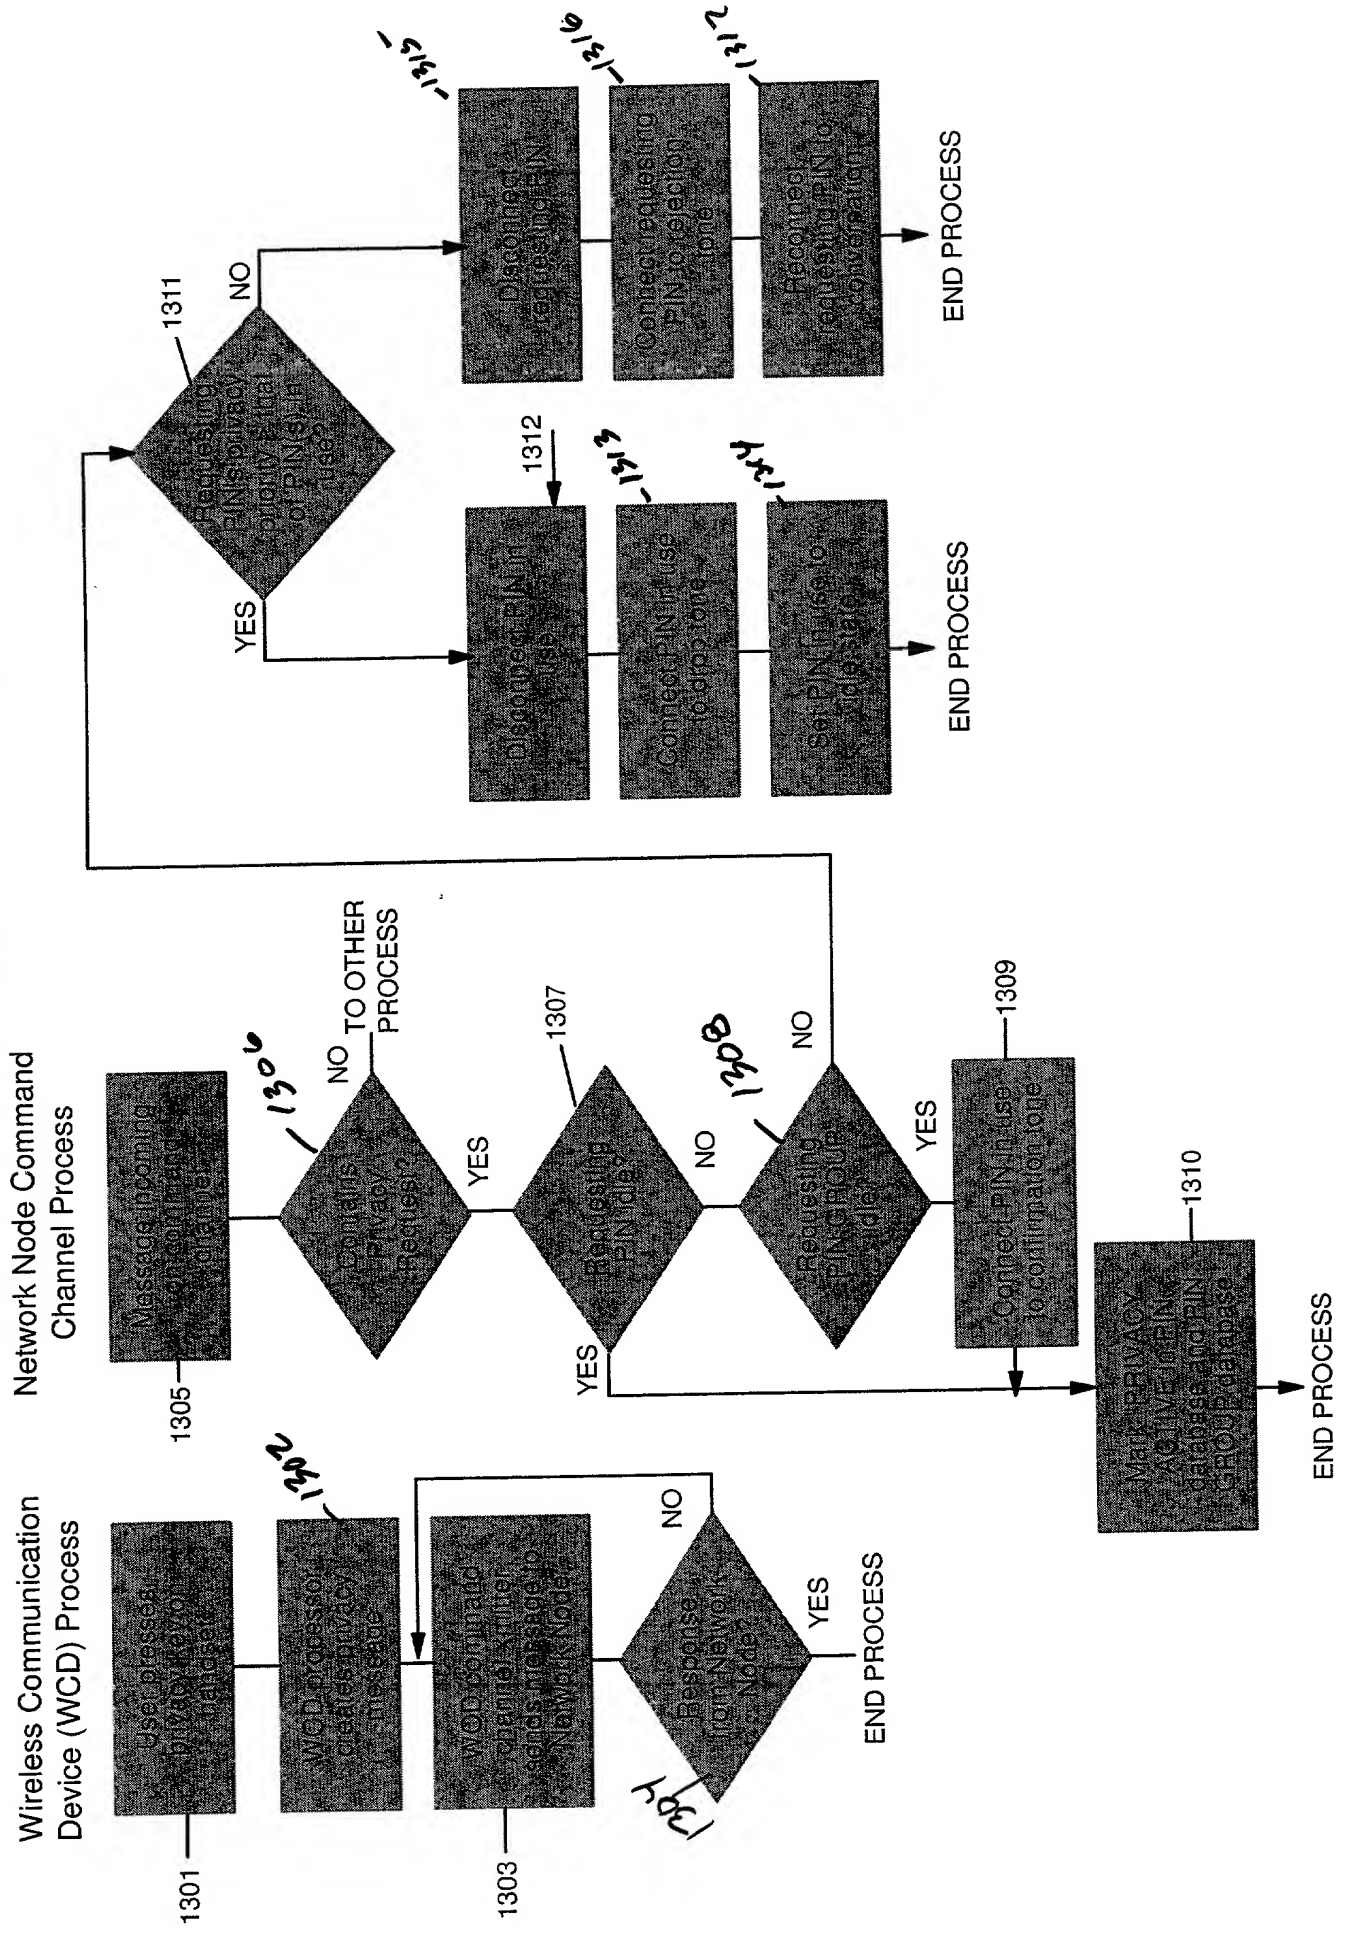 Wireless Communication
Device (WCD) Process
1301
User presses
privacy key on
handset
1302
WCD processor
creates privacy
message
1303
WCD command
channel xmitter
sends message to
Network Node
1304
Response
from Network
Node?
NO
YES
END PROCESS
Network Node Command
Channel Process
1305
Message incoming
on command
channel
1306
Contains
Privacy
Request?
NO
TO OTHER
PROCESS
YES
1307
Requesting
PIN idle?
YES
NO
1308
Requesting
PIN GROUP
idle?
NO
YES
1309
Connect PIN in use
to confirmation tone
1310
Mark "PRIVACY
ACTIVE in PIN
database and PIN
GROUP database
END PROCESS
1311
Requesting
PIN's privacy
priority ≥ that
of PIN(s) in
use?
YES
NO
1312
Disconnect PIN in
use
1313
Connect PIN in use
to drop tone
1314
Set PIN in use to
idle state
END PROCESS
1315
Disconnect
requesting PIN
1316
Connect requesting
PIN to rejection
tone
1317
Reconnect
requesting PIN to
conversation
END PROCESS